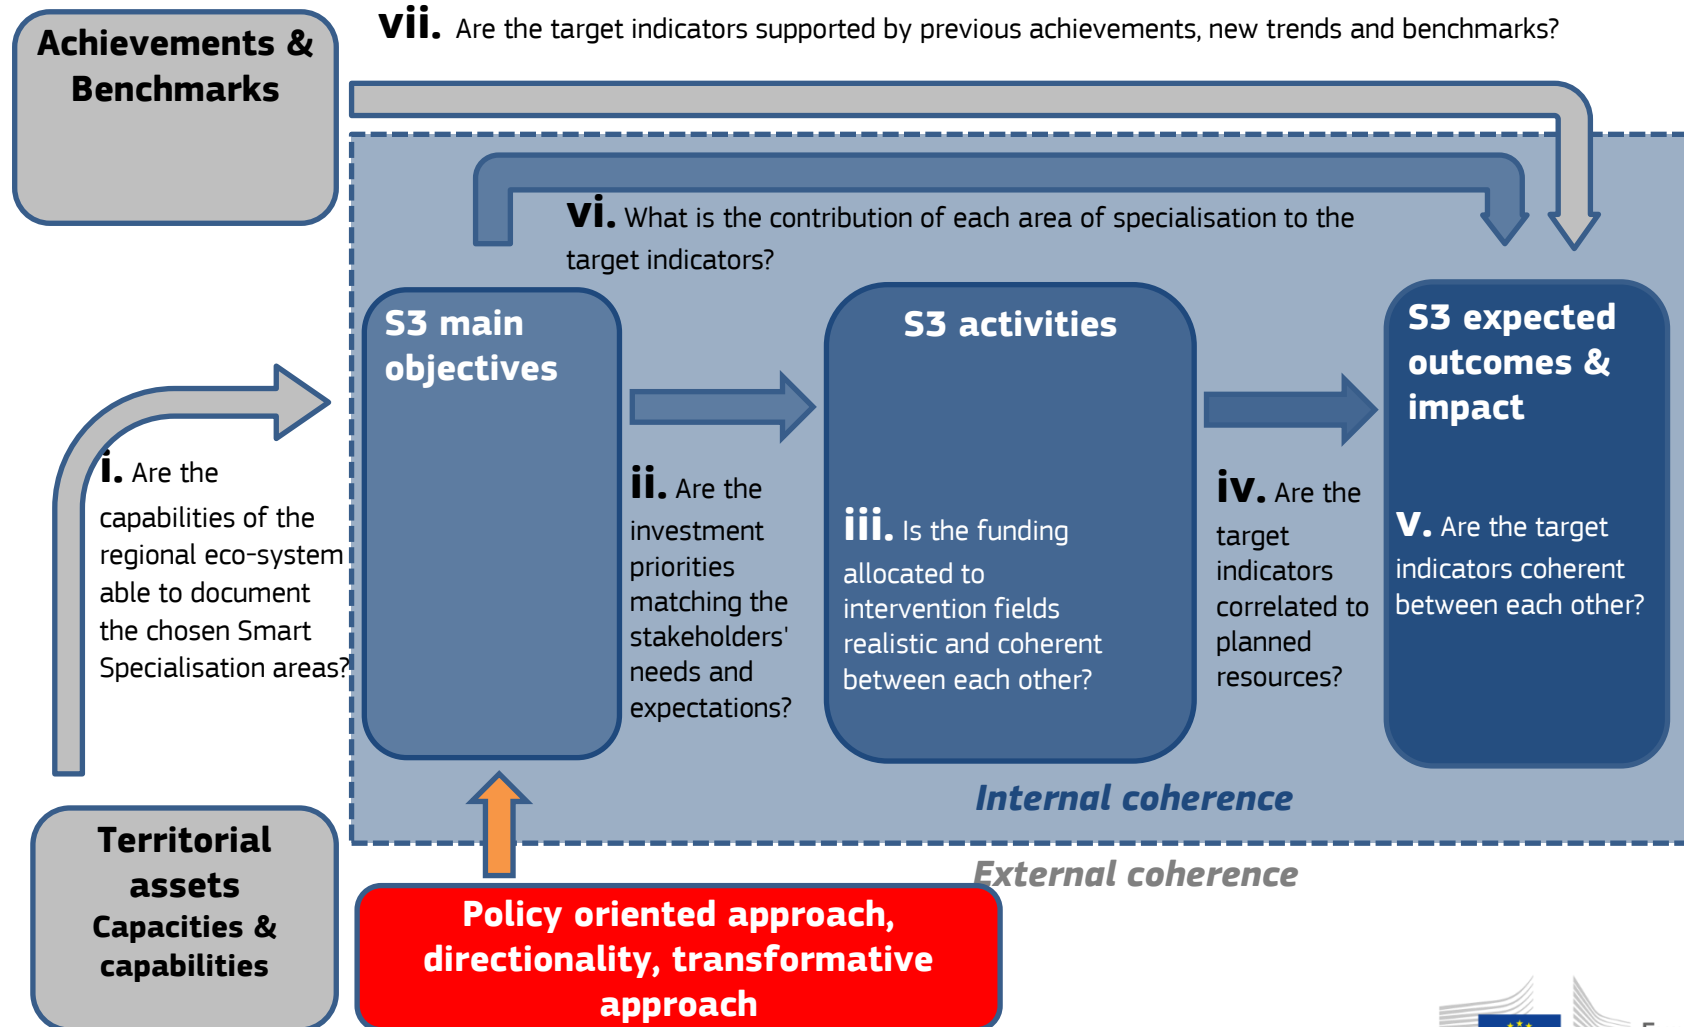 Achievements &
Benchmarks
vii. Are the target indicators supported by previous achievements, new trends and benchmarks?
vi. What is the contribution of each area of specialisation to the
target indicators?
S3 main
objectives
S3 activities
S3 expected
outcomes &
impact
i. Are the
capabilities of the
regional eco-system
able to document
the chosen Smart
Specialisation areas?
ii. Are the
investment
priorities
matching the
stakeholders'
needs and
expectations?
iii. Is the funding
allocated to
intervention fields
realistic and coherent
between each other?
iv. Are the
target
indicators
correlated to
planned
resources?
v. Are the target
indicators coherent
between each other?
Internal coherence
External coherence
Territorial
assets
Capacities &
capabilities
Policy oriented approach,
directionality, transformative
approach